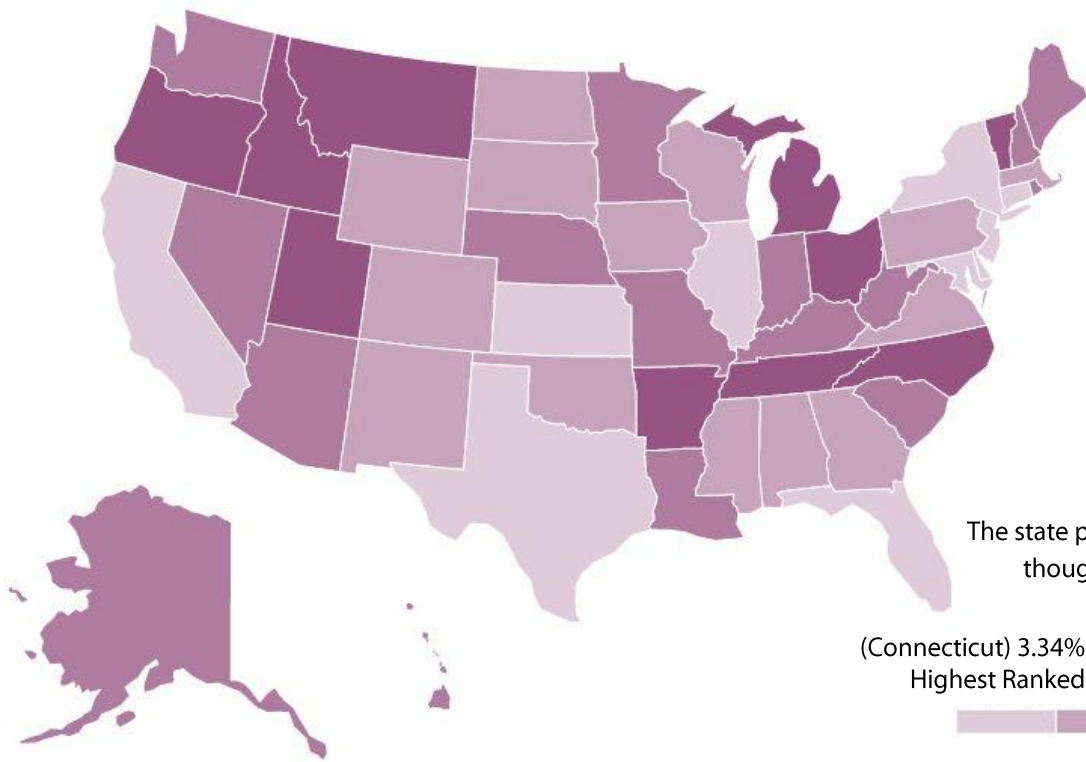 The state p
thoug
(Connecticut) 3.34%
Highest Ranked